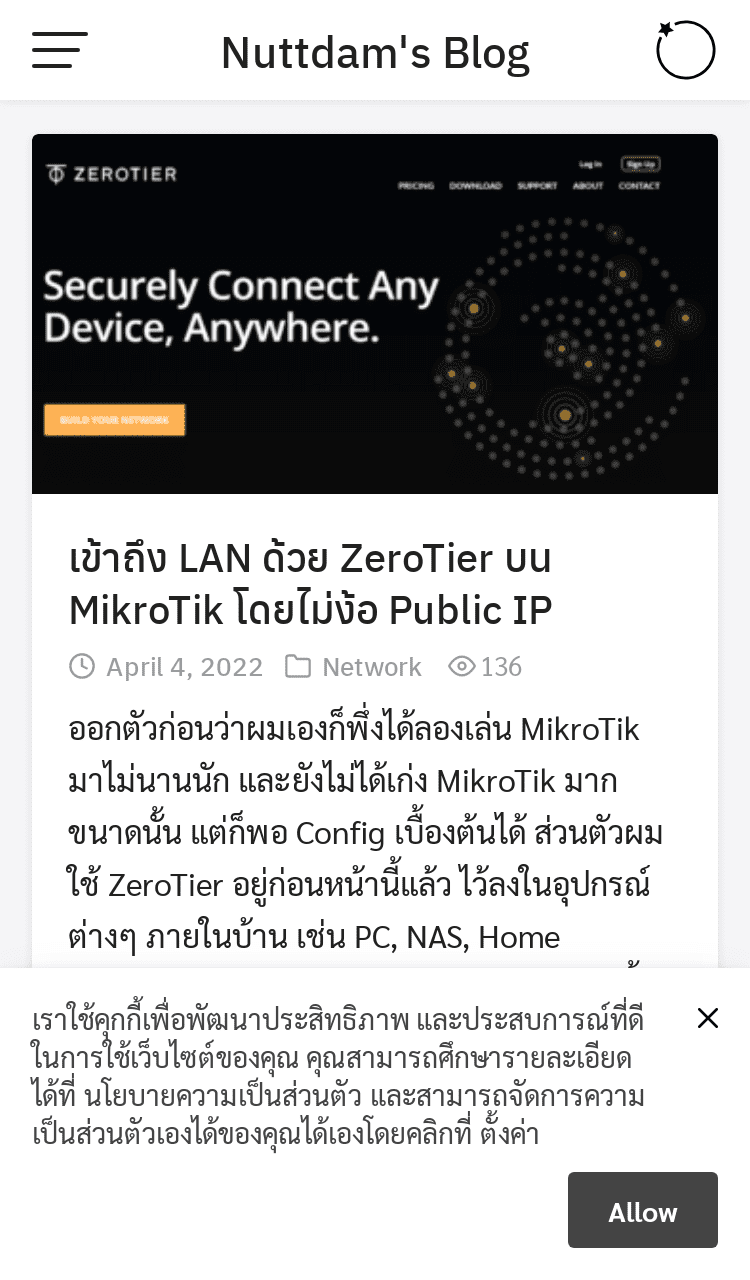 Nuttdam's Blog
ZEROTIER
Log In Sign Up
PRICING DOWNLOAD SUPPORT ABOUT CONTACT
Securely Connect Any
Device, Anywhere.
BUILD YOUR NETWORK
เข้าถึง LAN ด้วย ZeroTier บน
MikroTik โดยไม่ง้อ Public IP
April 4, 2022 Network 136
ออกตัวก่อนว่าผมเองก็พึ่งได้ลองเล่น MikroTik
มาไม่นานนัก และยังไม่ได้เก่ง MikroTik มาก
ขนาดนั้น แต่ก็พอ Config เบื้องต้นได้ ส่วนตัวผม
ใช้ ZeroTier อยู่ก่อนหน้านี้แล้ว ไว้ลงในอุปกรณ์
ต่างๆ ภายในบ้าน เช่น PC, NAS, Home
เราใช้คุกกี้เพื่อพัฒนาประสิทธิภาพ และประสบการณ์ที่ดี
ในการใช้เว็บไซต์ของคุณ คุณสามารถศึกษารายละเอียด
ได้ที่ นโยบายความเป็นส่วนตัว และสามารถจัดการความ
เป็นส่วนตัวเองได้ของคุณได้เองโดยคลิกที่ ตั้งค่า
Allow